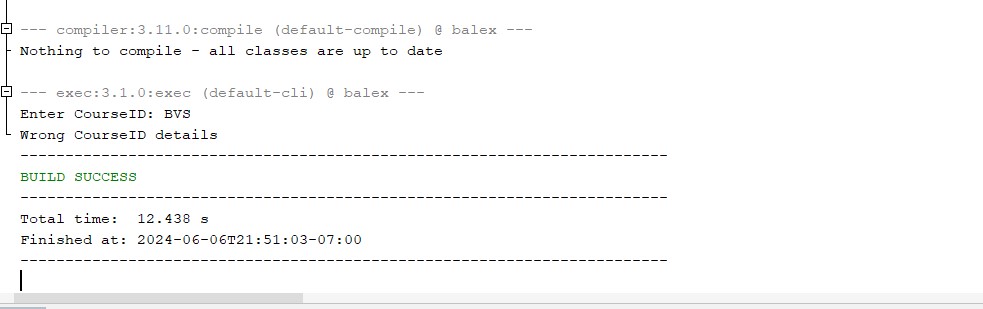 --- compiler:3.11.0:compile (default-compile) @ balex ---
Nothing to compile - all classes are up to date
--- exec:3.1.0:exec (default-cli) @ balex ---
Enter CourseID: BVS
Wrong CourseID details
------------------------------------------------------------------------
BUILD SUCCESS
------------------------------------------------------------------------
Total time:  12.438 s
Finished at: 2024-06-06T21:51:03-07:00
------------------------------------------------------------------------